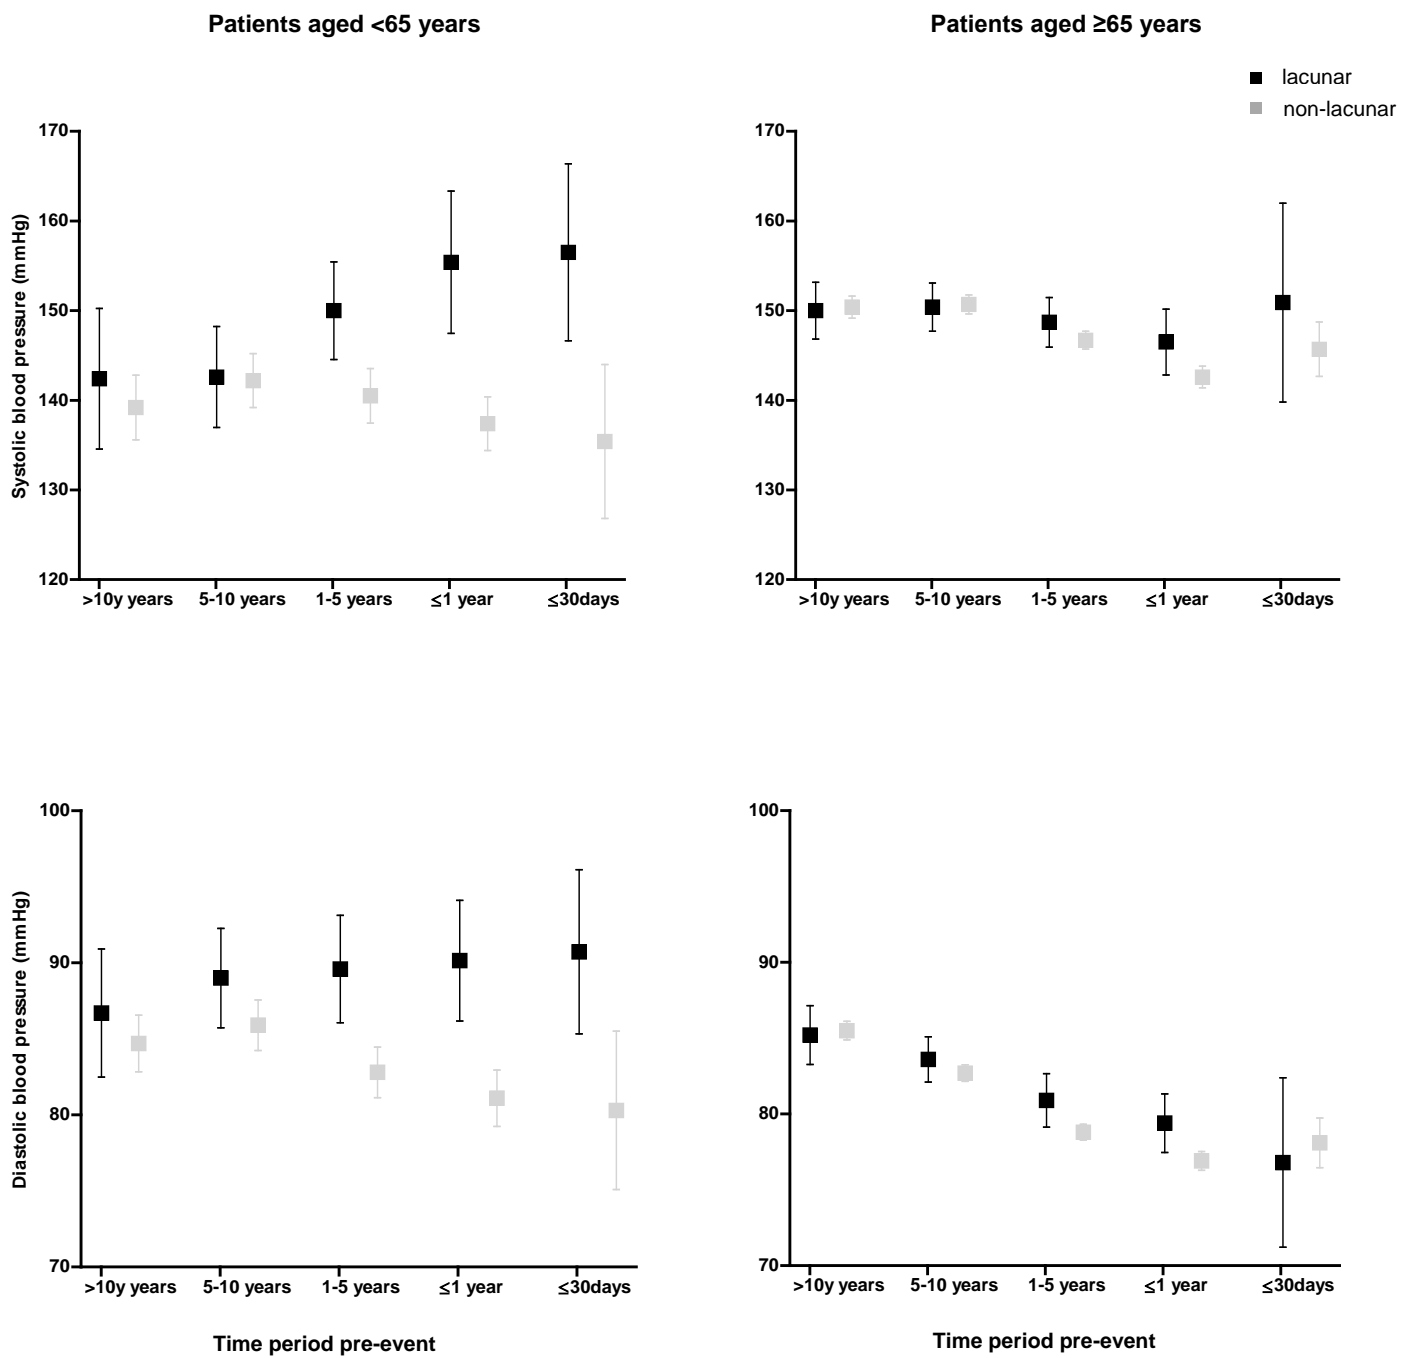 Patients aged <65 years
Patients aged ≥65 years
lacunar
non-lacunar
Systolic blood pressure (mmHg)
170
160
150
140
130
120
>10y years 5-10 years 1-5 years ≤1 year ≤30days
170
160
150
140
130
120
>10y years 5-10 years 1-5 years ≤1 year ≤30days
Diastolic blood pressure (mmHg)
100
90
80
70
>10y years 5-10 years 1-5 years ≤1 year ≤30days
Time period pre-event
100
90
80
70
>10y years 5-10 years 1-5 years ≤1 year ≤30days
Time period pre-event